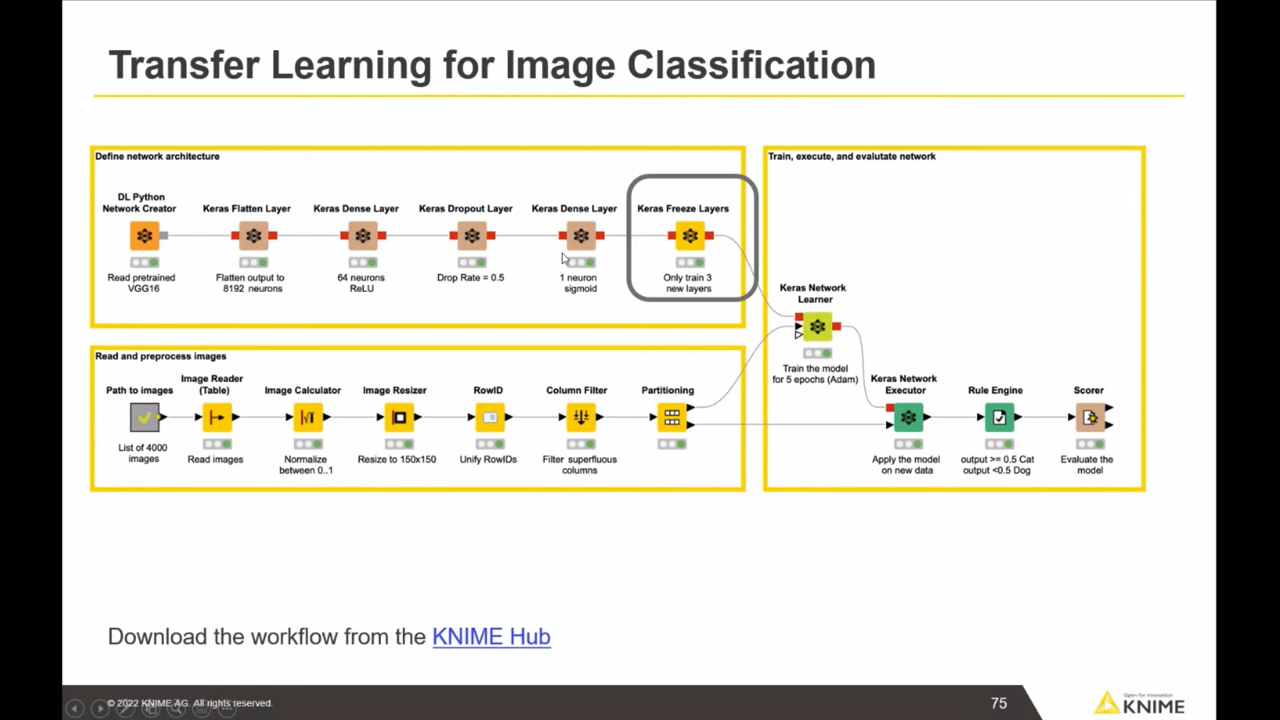 Transfer Learning for Image Classification
Define network architecture
DL Python
Network Creator
Read pretrained
VGG16
Keras Flatten Layer
Flatten output to
8192 neurons
Keras Dense Layer
64 neurons
ReLU
Keras Dropout Layer
Drop Rate = 0.5
Keras Dense Layer
1 neuron
sigmoid
Keras Freeze Layers
Only train 3
new layers
Read and preprocess images
Path to images
List of 4000
images
Image Reader
(Table)
Read images
Image Calculator
Normalize
between 0..1
Image Resizer
Resize to 150x150
RowID
Unify RowIDs
Column Filter
Filter superfluous
columns
Partitioning
Train, execute, and evalutate network
Keras Network
Learner
Train the model
for 5 epochs (Adam)
Keras Network
Executor
Apply the model
on new data
Rule Engine
output >= 0.5 Cat
output <0.5 Dog
Scorer
Evaluate the
model
Download the workflow from the KNIME Hub
© 2022 KNIME AG. All rights reserved.
75
Open for Innovation
KNIME